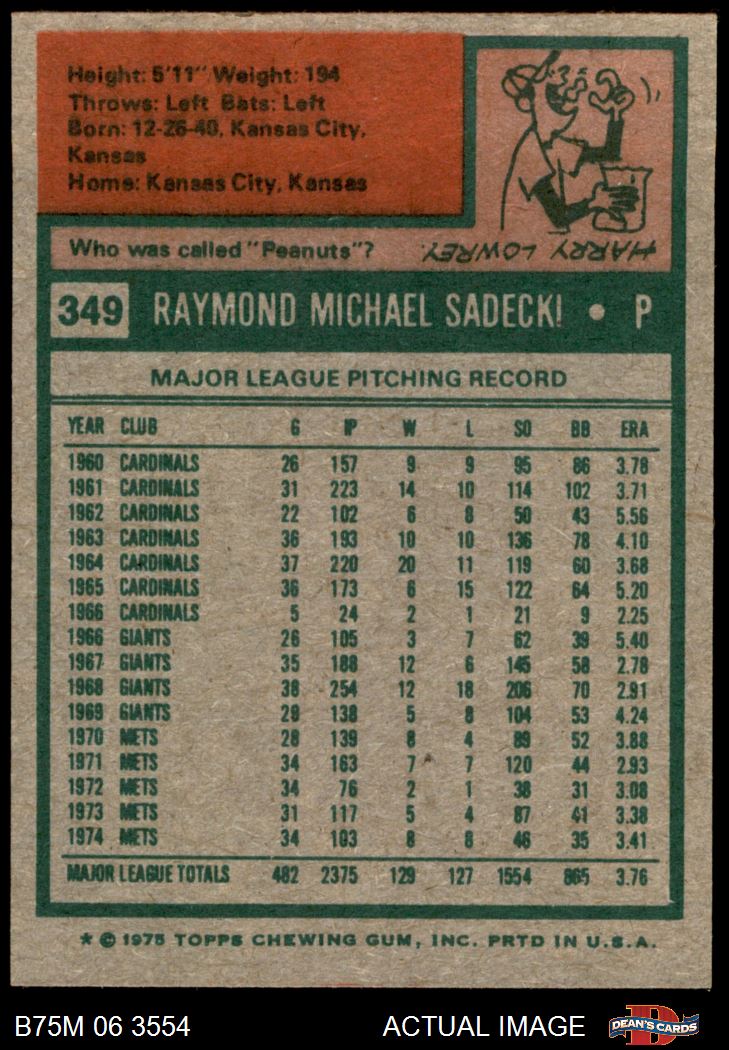 Height: 5'11" Weight: 194
Throws: Left Bats: Left
Born: 12-26-40, Kansas City,
Kansas
Home: Kansas City, Kansas
Who was called "Peanuts"?
HARRY LOWREY.
349 RAYMOND MICHAEL SADECKI • P
MAJOR LEAGUE PITCHING RECORD
YEAR CLUB G IP W L SO BB ERA
1960 CARDINALS 26 157 9 9 95 86 3.78
1961 CARDINALS 31 223 14 10 114 102 3.71
1962 CARDINALS 22 102 6 8 50 43 5.56
1963 CARDINALS 36 193 10 10 136 78 4.10
1964 CARDINALS 37 220 20 11 119 60 3.68
1965 CARDINALS 36 173 6 15 122 64 5.20
1966 CARDINALS 5 24 2 1 21 9 2.25
1966 GIANTS 26 105 3 7 62 39 5.40
1967 GIANTS 35 188 12 6 145 58 2.78
1968 GIANTS 38 254 12 18 206 70 2.91
1969 GIANTS 29 138 5 8 104 53 4.24
1970 METS 28 139 8 4 89 52 3.88
1971 METS 34 163 7 7 120 44 2.93
1972 METS 34 76 2 1 38 31 3.08
1973 METS 31 117 5 4 87 41 3.38
1974 METS 34 103 8 8 46 35 3.41
MAJOR LEAGUE TOTALS 482 2375 129 127 1554 865 3.76
* © 1975 TOPPS CHEWING GUM, INC. PRTD IN U.S.A.
B75M 06 3554 ACTUAL IMAGE DEAN'S CARDS